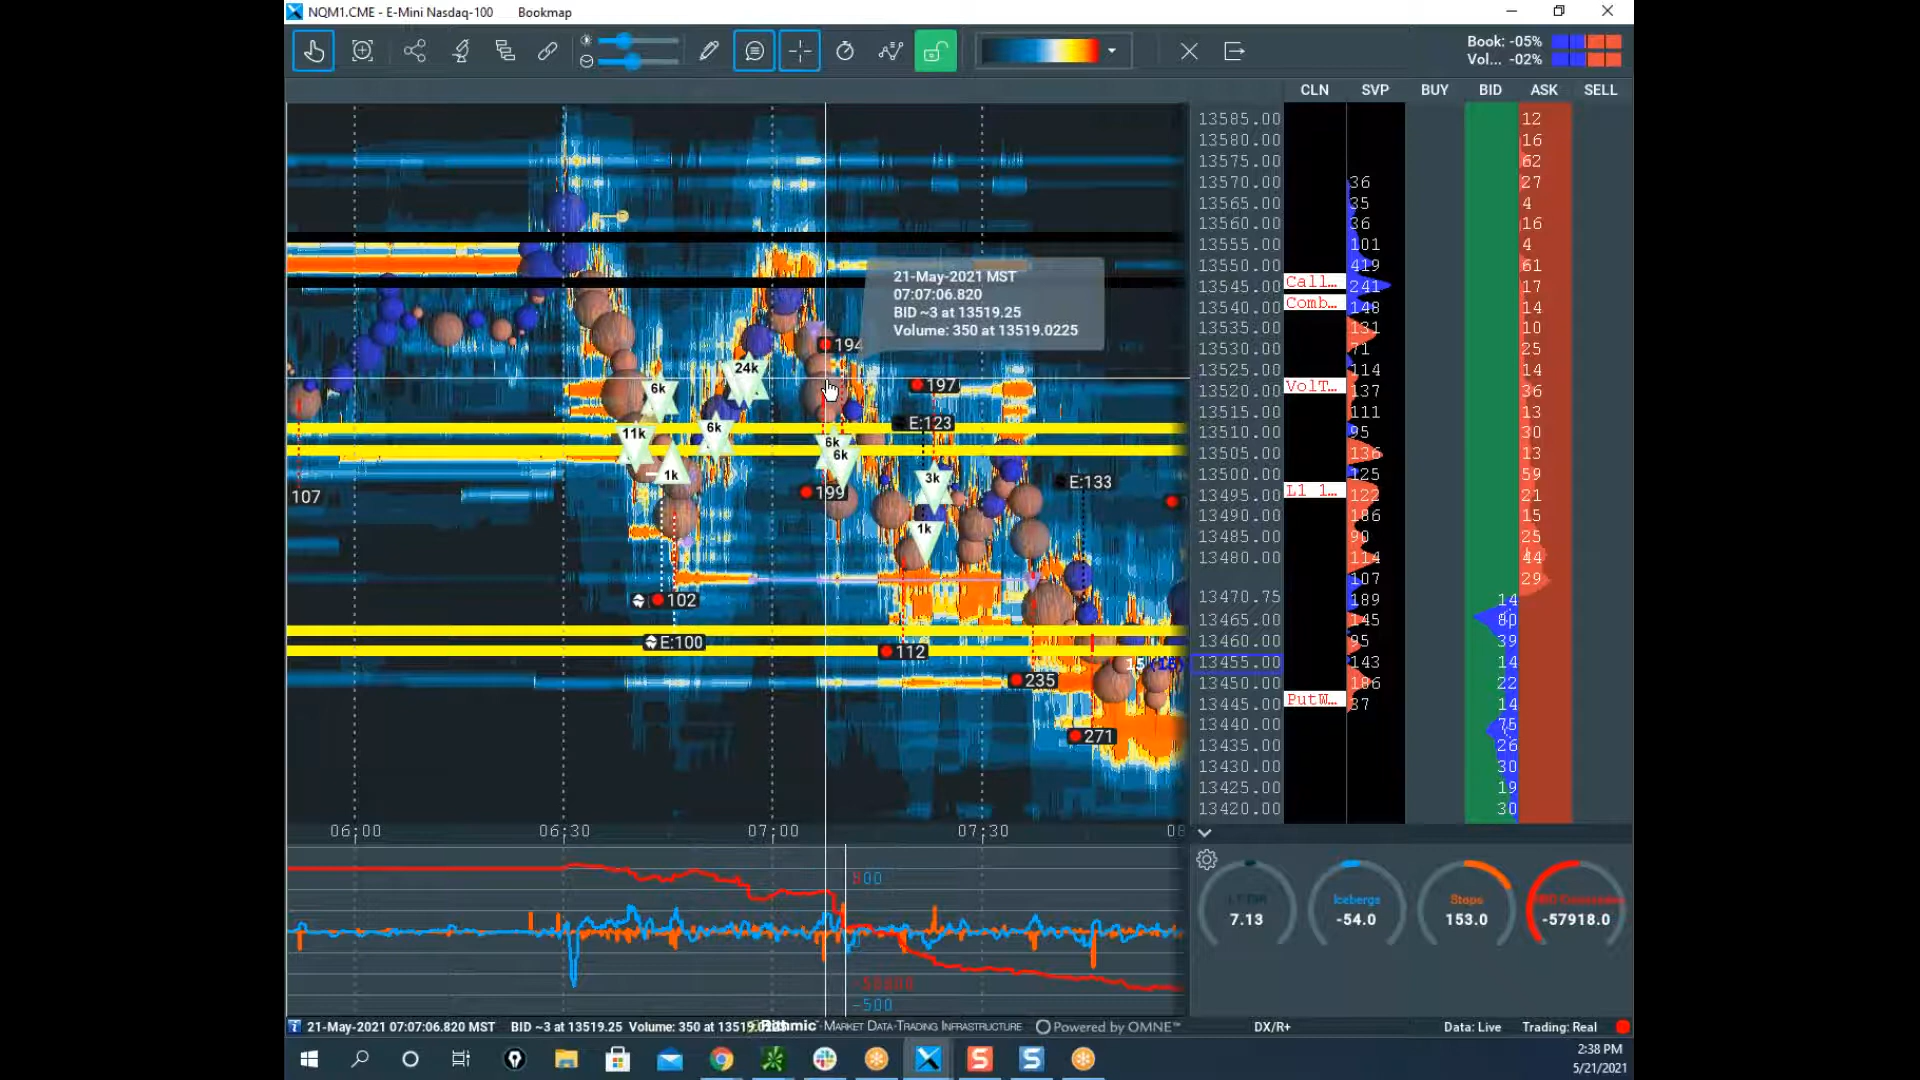 NQM1.CME - E-Mini Nasdaq-100 Bookmap
Book: -05%
Vol... -02%
CLN SVP BUY BID ASK SELL
21-May-2021 MST
07:07:06.820
BID ~3 at 13519.25
Volume: 350 at 13519.0225
194
197
E:123
E:133
24k
6k
11k
6k
1k
6k
6k
3k
1k
199
107
102
E:100
112
235
271
13585.00 12
13580.00 16
13575.00 62
13570.00 36 27
13565.00 35 4
13560.00 36 16
13555.00 101 4
13550.00 419 61
13545.00 Call... 241 17
13540.00 Comb... 148 14
13535.00 131 10
13530.00 71 25
13525.00 114 14
13520.00 VolT... 137 36
13515.00 111 13
13510.00 95 30
13505.00 136 13
13500.00 125 59
13495.00 L1 1... 122 21
13490.00 186 15
13485.00 90 25
13480.00 114 44
107 29
13470.75 189 14
13465.00 145 80
13460.00 95 39
13455.00 143 14
13450.00 186 22
13445.00 PutW... 37 14
13440.00 75
13435.00 26
13430.00 30
13425.00 19
13420.00 30
06:00 06:30 07:00 07:30
-50000
-500
7.13
Icebergs
-54.0
Stops
153.0
-57918.0
21-May-2021 07:07:06.820 MST BID ~3 at 13519.25 Volume: 350 at 13519 Rithmic - Market Data-Trading Infrastructure Powered by OMNE™ DX/R+ Data: Live Trading: Real
2:38 PM
5/21/2021